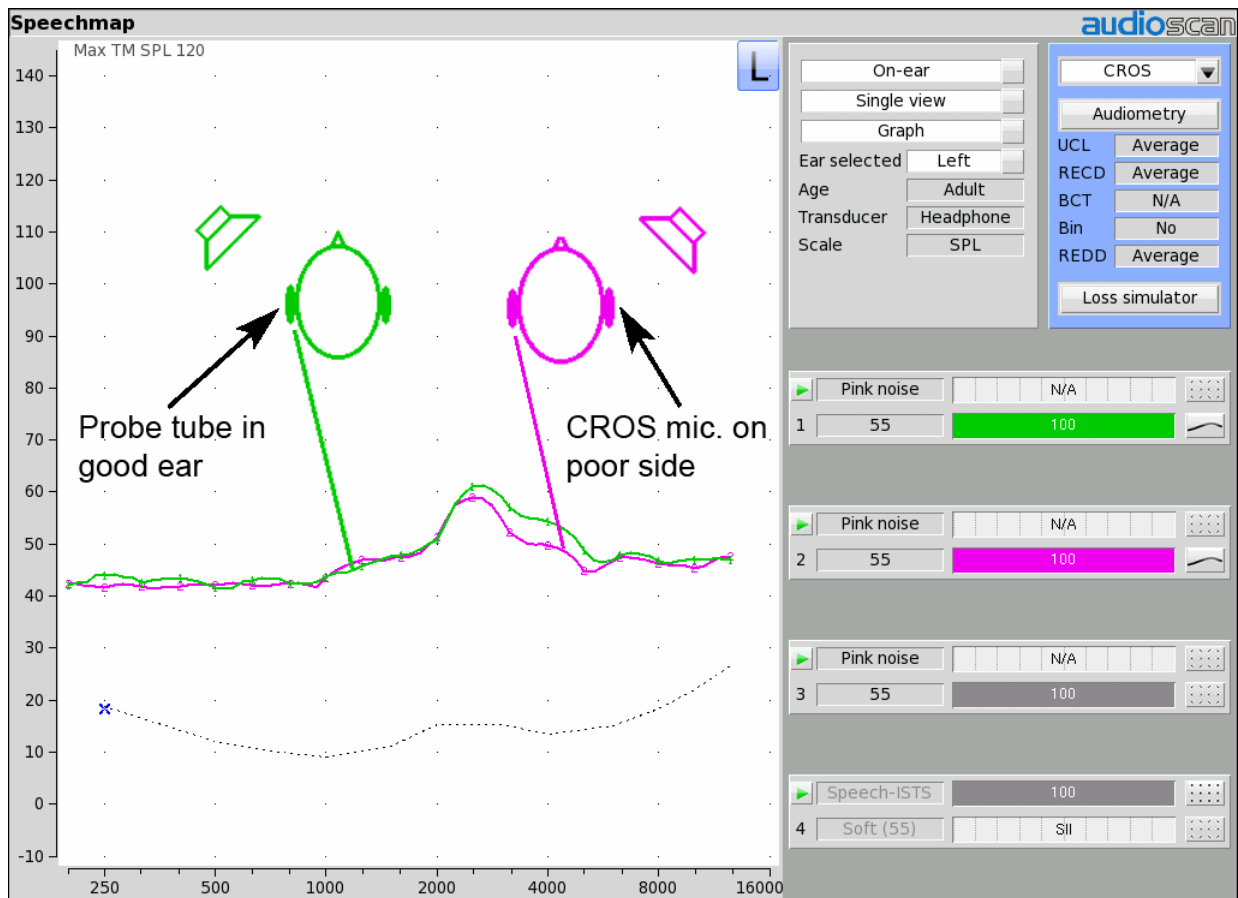 Speechmap
audioscan
Max TM SPL 120
L
140
130
120
110
100
90
80
70
60
50
40
30
20
10
0
-10
250
500
1000
2000
4000
8000
16000
Probe tube in
good ear
CROS mic. on
poor side
On-ear
Single view
Graph
Ear selected Left
Age Adult
Transducer Headphone
Scale SPL
CROS
Audiometry
UCL Average
RECD Average
BCT N/A
Bin No
REDD Average
Loss simulator
Pink noise N/A
1 55 100
Pink noise N/A
2 55 100
Pink noise N/A
3 55 100
Speech-ISTS 100
4 Soft (55) SII